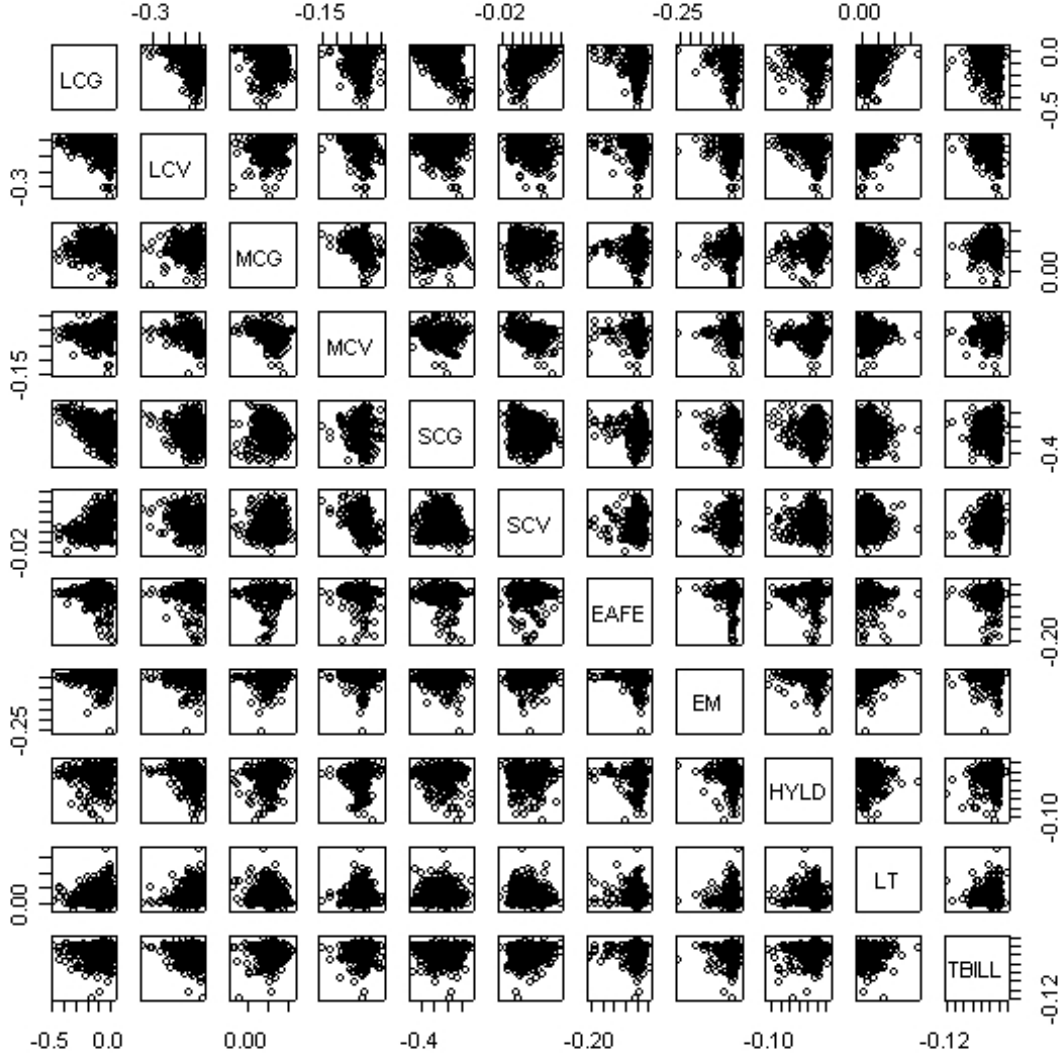 -0.3 -0.15 -0.02 -0.25 0.00
LCG 0.0 -0.5
-0.3 LCV
MCG 0.00
-0.15 MCV
SCG -0.4
-0.02 SCV
EAFE -0.20
-0.25 EM
HYLD -0.10
0.00 LT
TBILL -0.12
-0.5 0.0 0.00 -0.4 -0.20 -0.10 -0.12